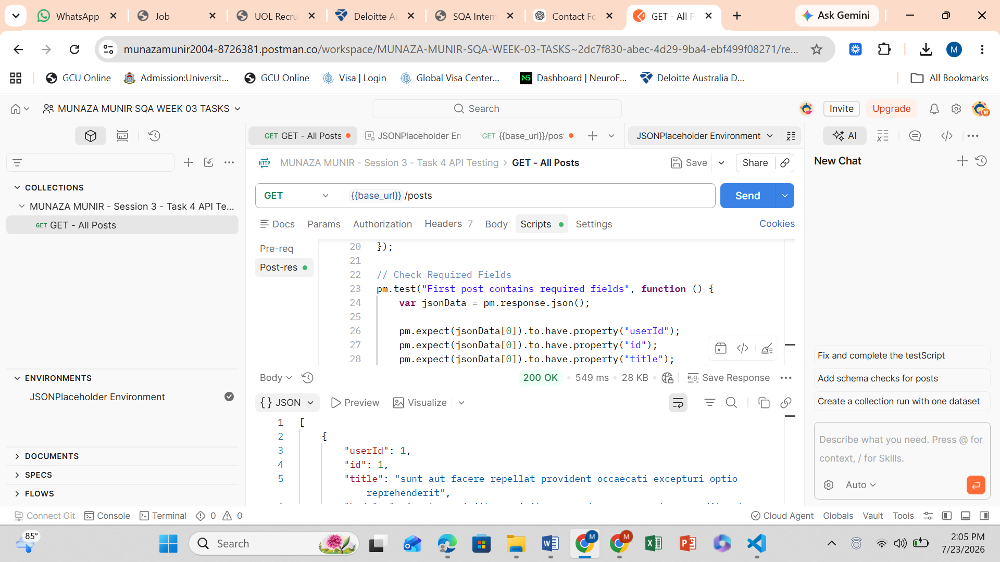 WhatsApp
Job
UOL Recru
Deloitte Au
SQA Intern
Contact Fo
GET - All P
Ask Gemini
munazamunir2004-8726381.postman.co/workspace/MUNAZA-MUNIR-SQA-WEEK-03-TASKS~2dc7f830-abec-4d29-9ba4-ebf499f08271/re...
M
GCU Online
Admission:Universit...
GCU Online
Visa | Login
Global Visa Center...
N5 Dashboard | NeuroF...
Deloitte Australia D...
All Bookmarks
MUNAZA MUNIR SQA WEEK 03 TASKS
Search
Invite
Upgrade
M
GET GET - All Posts
JSONPlaceholder En
GET {{base_url}}/pos
JSONPlaceholder Environment
AI
HTTP MUNAZA MUNIR - Session 3 - Task 4 API Testing > GET - All Posts
Save
Share
New Chat
COLLECTIONS
MUNAZA MUNIR - Session 3 - Task 4 API Te...
GET GET - All Posts
GET
{{base_url}}/posts
Send
Docs
Params
Authorization
Headers 7
Body
Scripts
Settings
Cookies
Pre-req
Post-res
20 });
21
22 // Check Required Fields
23 pm.test("First post contains required fields", function () {
24 var jsonData = pm.response.json();
25
26 pm.expect(jsonData[0]).to.have.property("userId");
27 pm.expect(jsonData[0]).to.have.property("id");
28 pm.expect(jsonData[0]).to.have.property("title");
ENVIRONMENTS
JSONPlaceholder Environment
DOCUMENTS
SPECS
FLOWS
Body
200 OK
549 ms
28 KB
e.g. Save Response
{} JSON
Preview
Visualize
1 [
2 {
3 "userId": 1,
4 "id": 1,
5 "title": "sunt aut facere repellat provident occaecati excepturi optio
reprehenderit",
Fix and complete the testScript
Add schema checks for posts
Create a collection run with one dataset
Describe what you need. Press @ for
context, / for Skills.
Auto
Connect Git
Console
Terminal
0
0
Cloud Agent
Globals
Vault
Tools
85°
Search
M
M
2:05 PM
7/23/2026